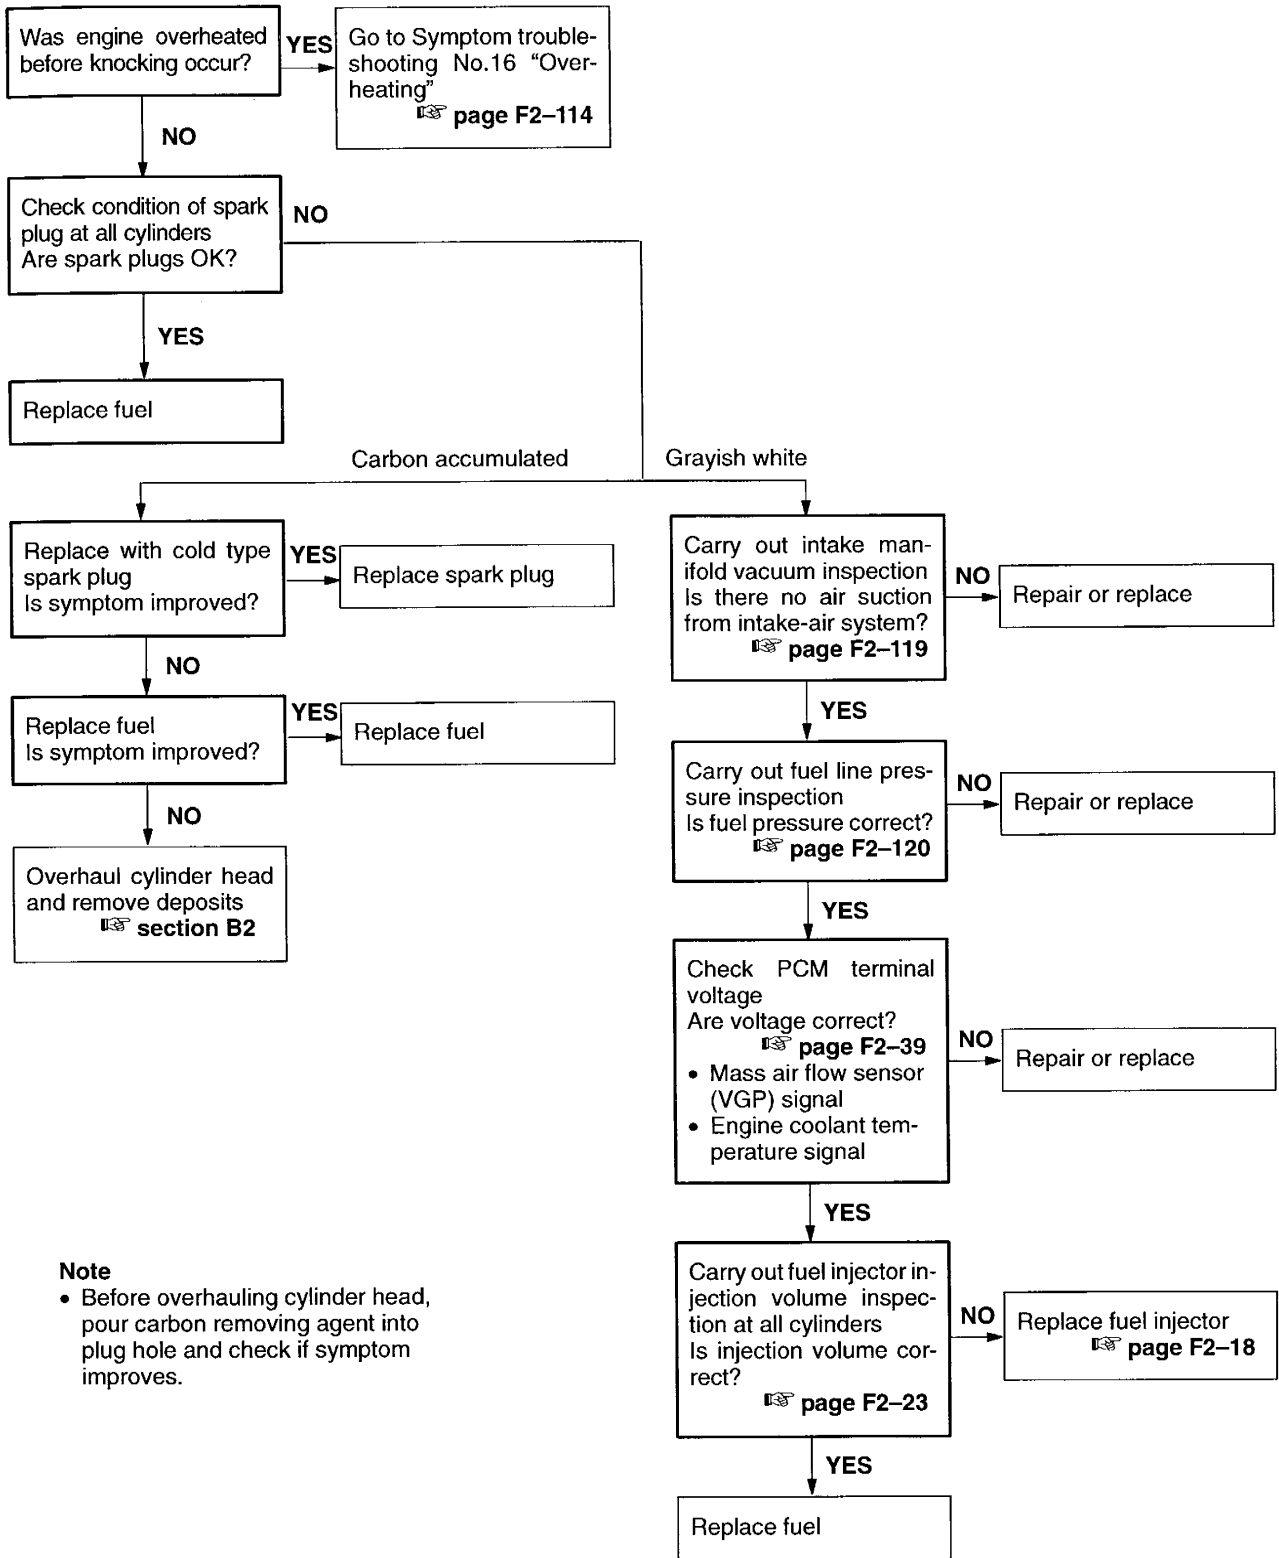 Was engine overheated
before knocking occur?
YES
Go to Symptom trouble-
shooting No.16 “Over-
heating”
☞ page F2–114
NO
Check condition of spark
plug at all cylinders
Are spark plugs OK?
NO
YES
Replace fuel
Carbon accumulated
Grayish white
Replace with cold type
spark plug
Is symptom improved?
YES
Replace spark plug
NO
Replace fuel
Is symptom improved?
YES
Replace fuel
NO
Overhaul cylinder head
and remove deposits
☞ section B2
Carry out intake man-
ifold vacuum inspection
Is there no air suction
from intake-air system?
☞ page F2–119
NO
Repair or replace
YES
Carry out fuel line pres-
sure inspection
Is fuel pressure correct?
☞ page F2–120
NO
Repair or replace
YES
Check PCM terminal
voltage
Are voltage correct?
☞ page F2–39
• Mass air flow sensor
(VGP) signal
• Engine coolant tem-
perature signal
NO
Repair or replace
YES
Carry out fuel injector in-
jection volume inspec-
tion at all cylinders
Is injection volume cor-
rect?
☞ page F2–23
NO
Replace fuel injector
☞ page F2–18
YES
Replace fuel
Note
• Before overhauling cylinder head,
pour carbon removing agent into
plug hole and check if symptom
improves.